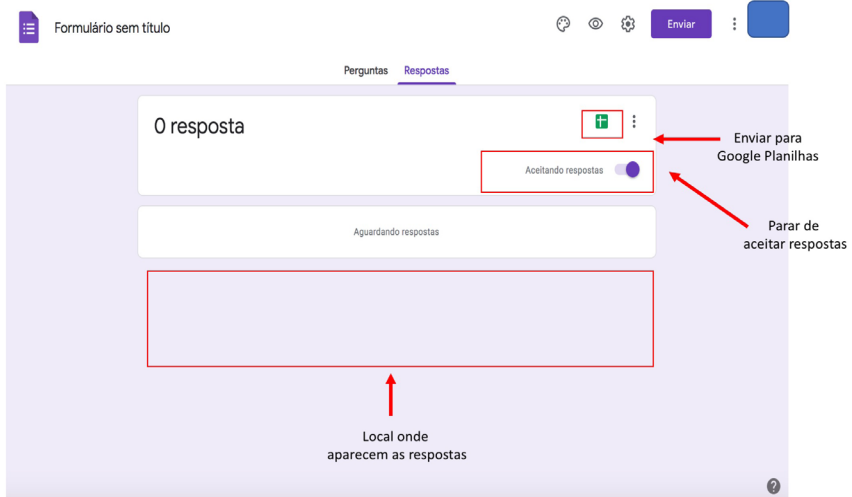 Formulário sem título
Enviar
Perguntas Respostas
0 resposta
Enviar para
Google Planilhas
Aceitando respostas
Parar de
aceitar respostas
Aguardando respostas
Local onde
aparecem as respostas